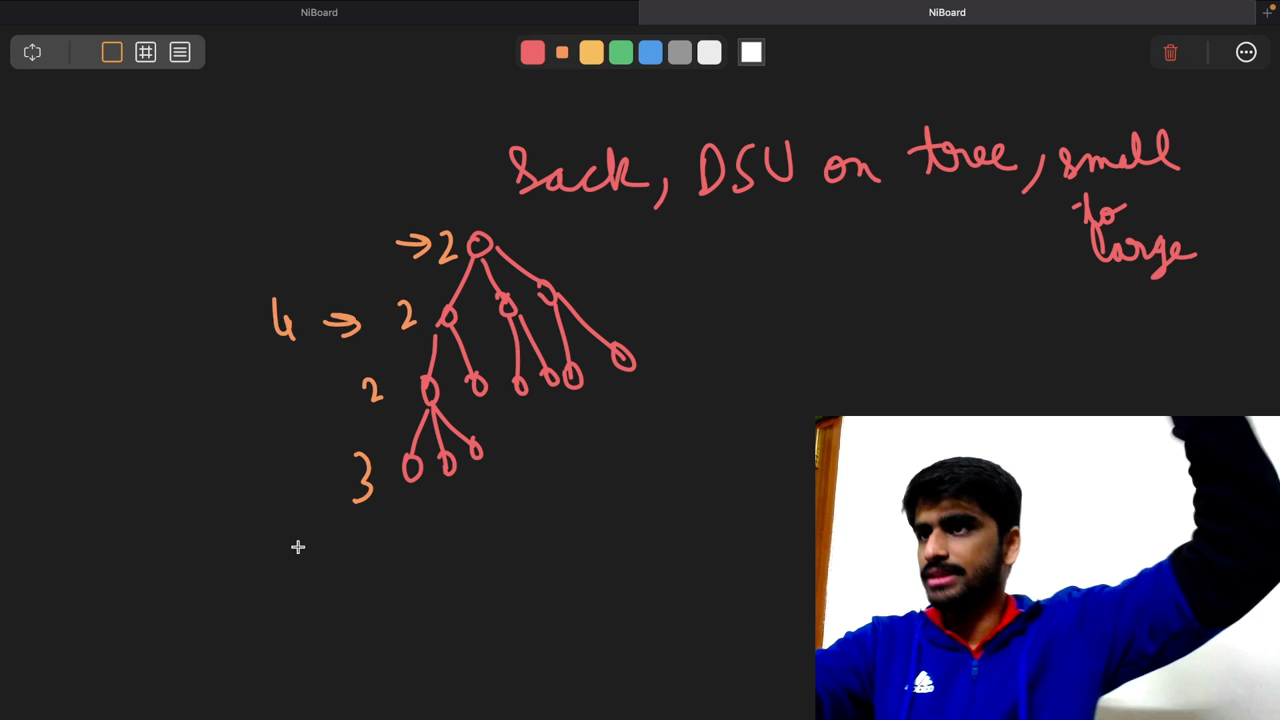 NiBoard NiBoard
Sack, DSU on tree, small
to
large
→ 2
4 → 2
2
3